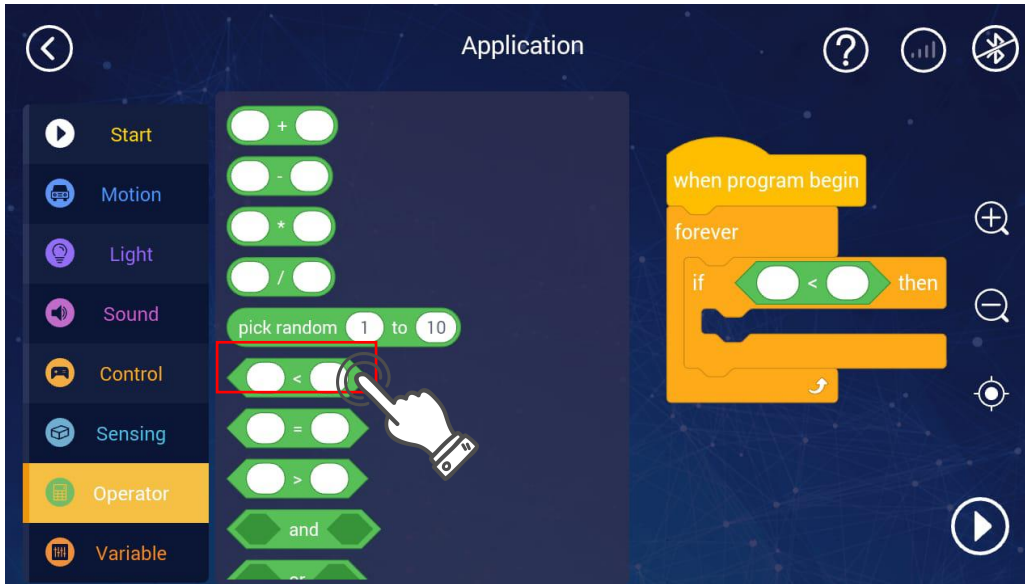 Application
Start
Motion
Light
Sound
Control
Sensing
Operator
Variable
+
-
*
/
pick random 1 to 10
<
=
>
and
or
when program begin
forever
if < then